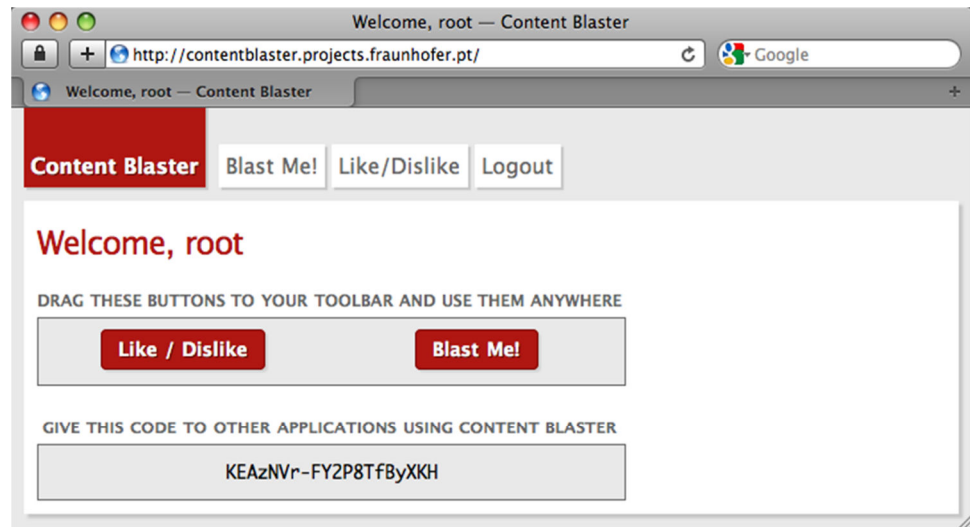 Welcome, root — Content Blaster
http://contentblaster.projects.fraunhofer.pt/
Google
Welcome, root — Content Blaster
Content Blaster Blast Me! Like/Dislike Logout
Welcome, root
DRAG THESE BUTTONS TO YOUR TOOLBAR AND USE THEM ANYWHERE
Like / Dislike Blast Me!
GIVE THIS CODE TO OTHER APPLICATIONS USING CONTENT BLASTER
KEAzNVr-FY2P8TfByXKH